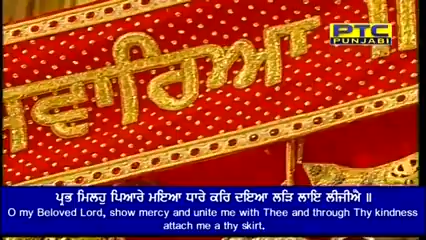 ਵਾਰਿਆ
PTC
PUNJABI
ਪ੍ਰਭ ਮਿਲਹੁ ਪਿਆਰੇ ਮਇਆ ਧਾਰੇ ਕਰਿ ਦਇਆ ਲੜਿ ਲਾਇ ਲੀਜੀਐ ॥
O my Beloved Lord, show mercy and unite me with Thee and through Thy kindness
attach me a thy skirt.